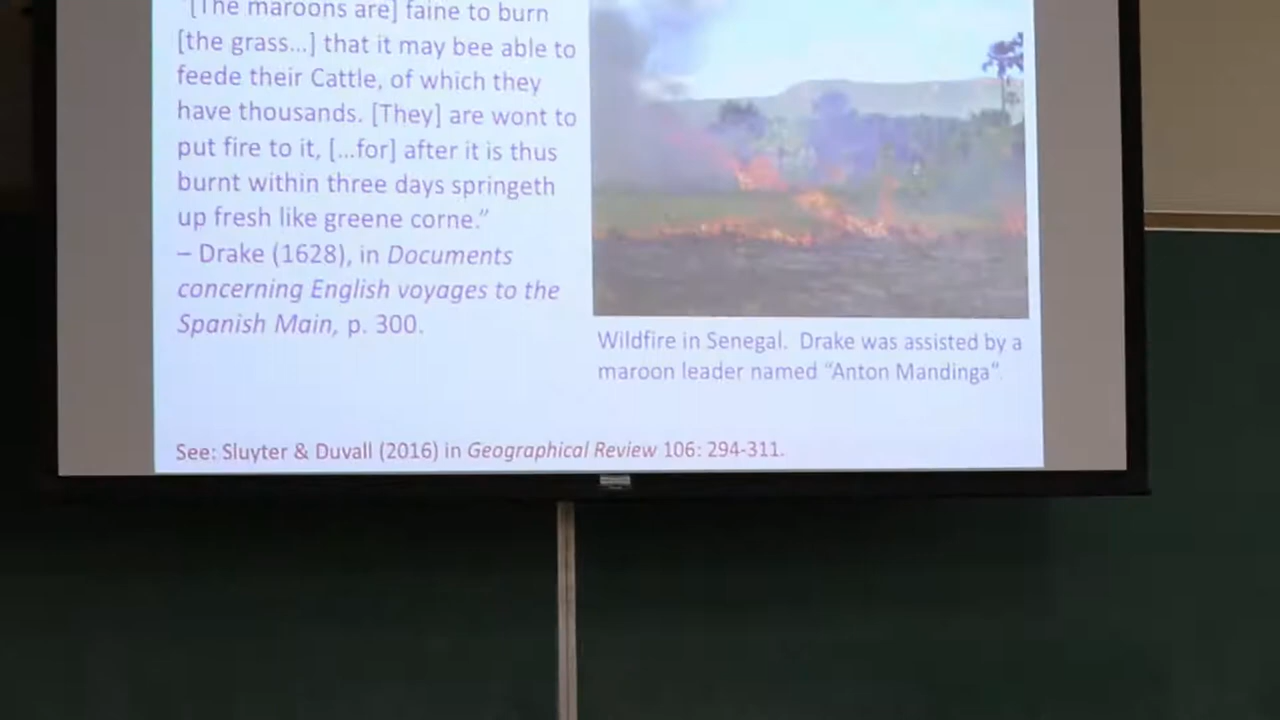 "[The maroons are] faine to burn
[the grass...] that it may bee able to
feede their Cattle, of which they
have thousands. [They] are wont to
put fire to it, [...for] after it is thus
burnt within three days springeth
up fresh like greene corne."
– Drake (1628), in Documents
concerning English voyages to the
Spanish Main, p. 300.
Wildfire in Senegal. Drake was assisted by a
maroon leader named "Anton Mandinga".
See: Sluyter & Duvall (2016) in Geographical Review 106: 294-311.